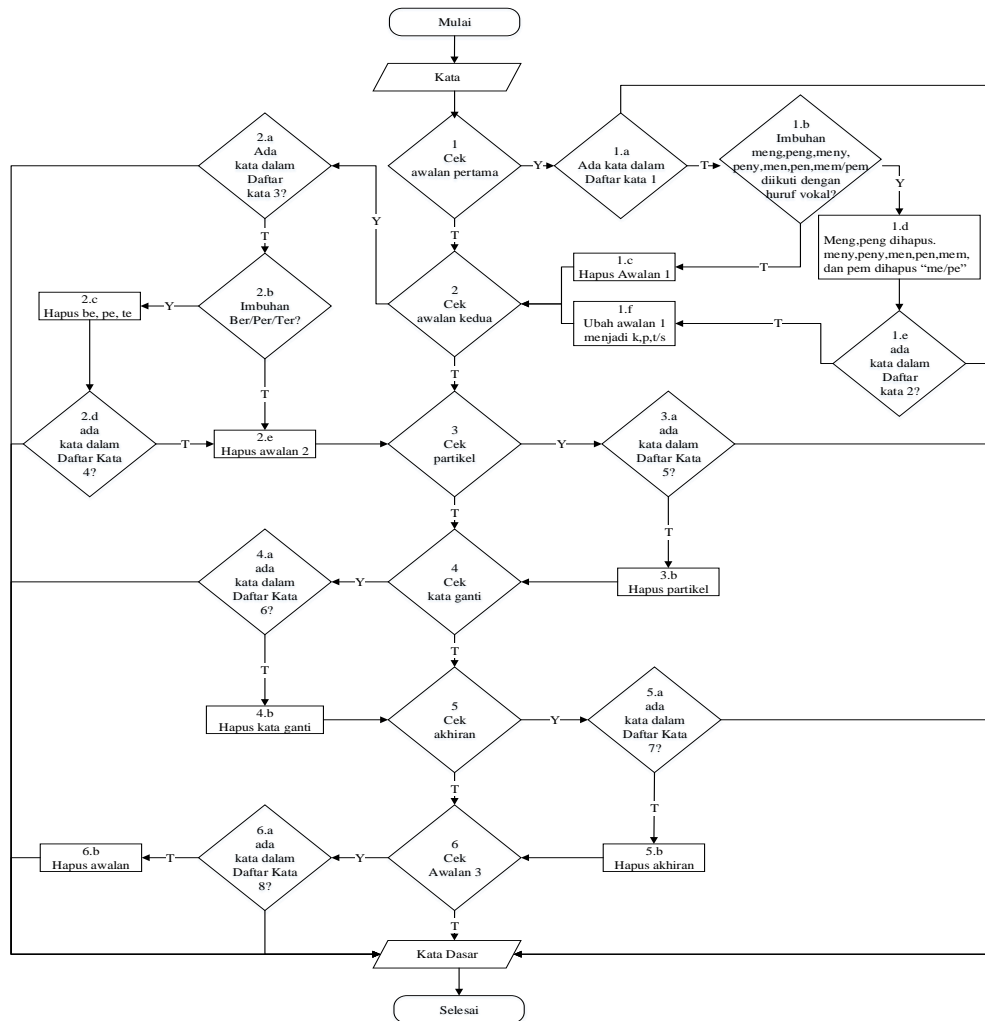 Mulai
Kata
1
Cek
awalan pertama
Y
1.a
Ada kata dalam
Daftar kata 1
T
1.b
Imbuhan
meng,peng,meny,
peny,men,pen,mem/pem
diikuti dengan
huruf vokal?
Y
1.d
Meng,peng dihapus.
meny,peny,men,pen,mem,
dan pem dihapus “me/pe”
T
1.c
Hapus Awalan 1
1.e
ada
kata dalam
Daftar
kata 2?
T
1.f
Ubah awalan 1
menjadi k,p,t/s
T
2
Cek
awalan kedua
Y
2.a
Ada
kata dalam
Daftar
kata 3?
T
2.b
Imbuhan
Ber/Per/Ter?
Y
2.c
Hapus be, pe, te
T
2.d
ada
kata dalam
Daftar Kata
4?
T
2.e
Hapus awalan 2
T
3
Cek
partikel
Y
3.a
ada
kata dalam
Daftar Kata
5?
T
3.b
Hapus partikel
T
4
Cek
kata ganti
Y
4.a
ada
kata dalam
Daftar Kata
6?
T
4.b
Hapus kata ganti
T
5
Cek
akhiran
Y
5.a
ada
kata dalam
Daftar Kata
7?
T
5.b
Hapus akhiran
T
6
Cek
Awalan 3
Y
6.a
ada
kata dalam
Daftar Kata
8?
T
6.b
Hapus awalan
T
Kata Dasar
Selesai